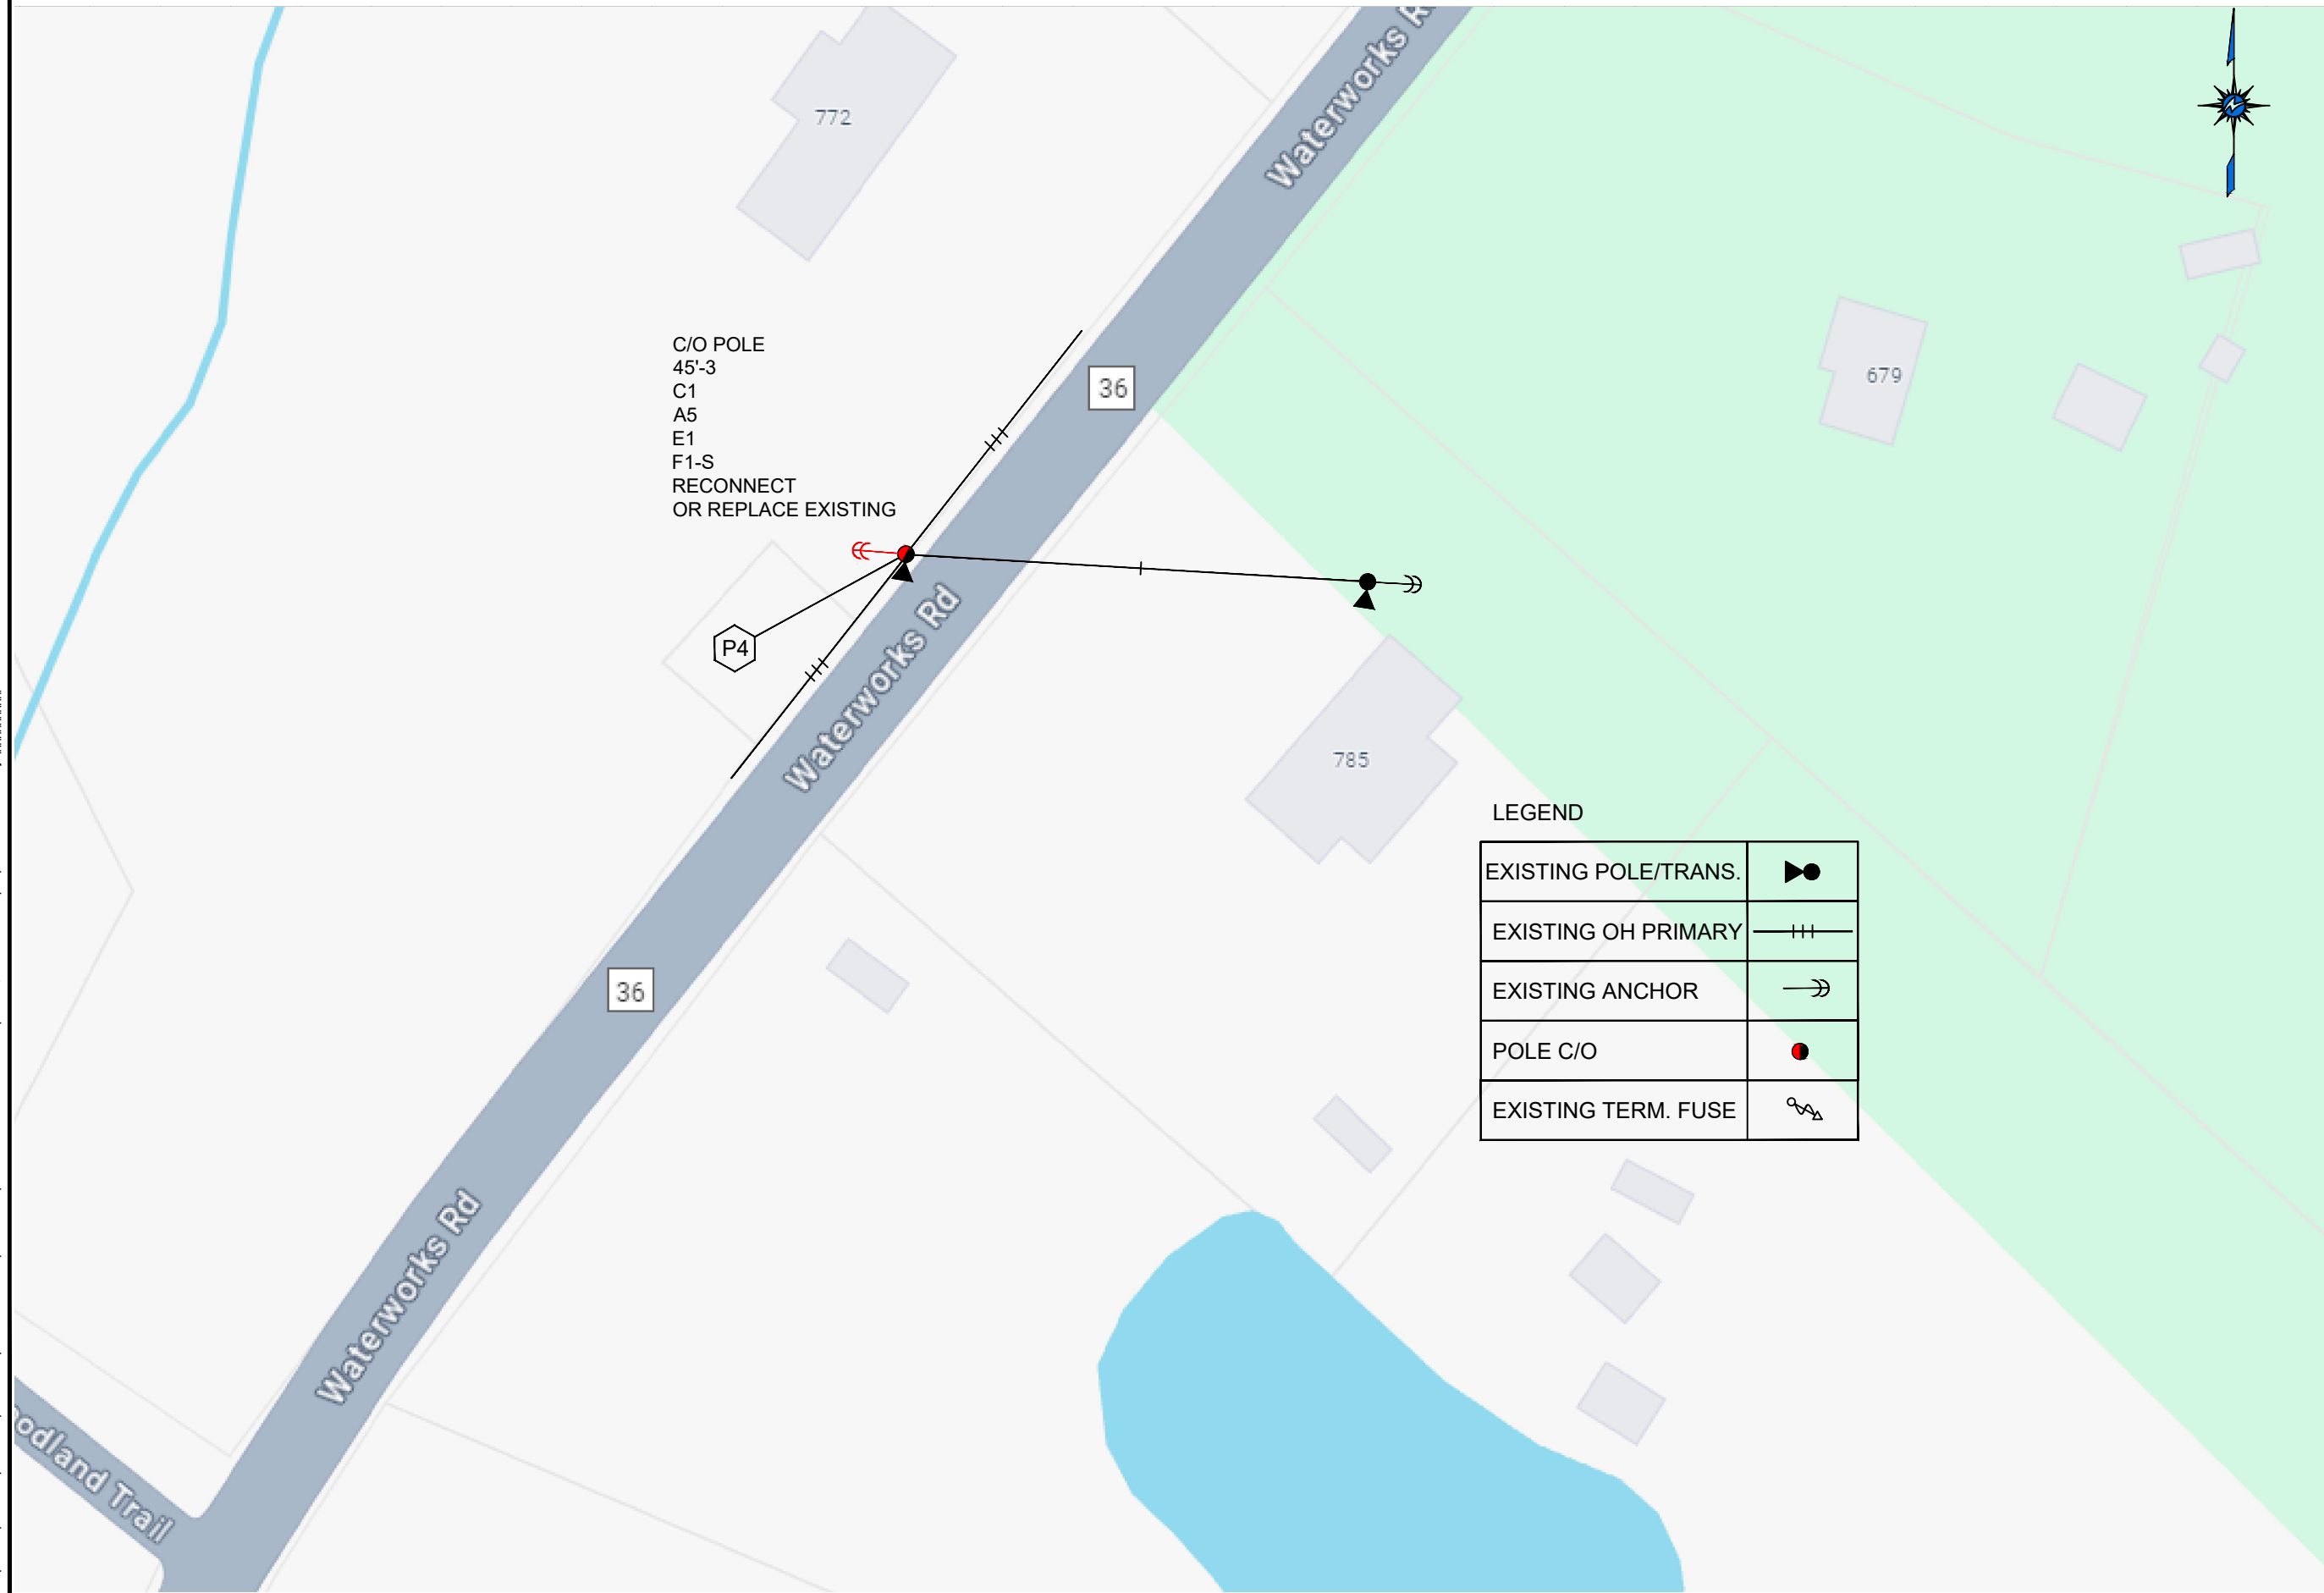 Waterworks Rd
772
36
679
C/O POLE
45'-3
C1
A5
E1
F1-S
RECONNECT
OR REPLACE EXISTING
P4
Waterworks Rd
785
LEGEND
EXISTING POLE/TRANS.
EXISTING OH PRIMARY
EXISTING ANCHOR
POLE C/O
EXISTING TERM. FUSE
36
Waterworks Rd
odland Trail